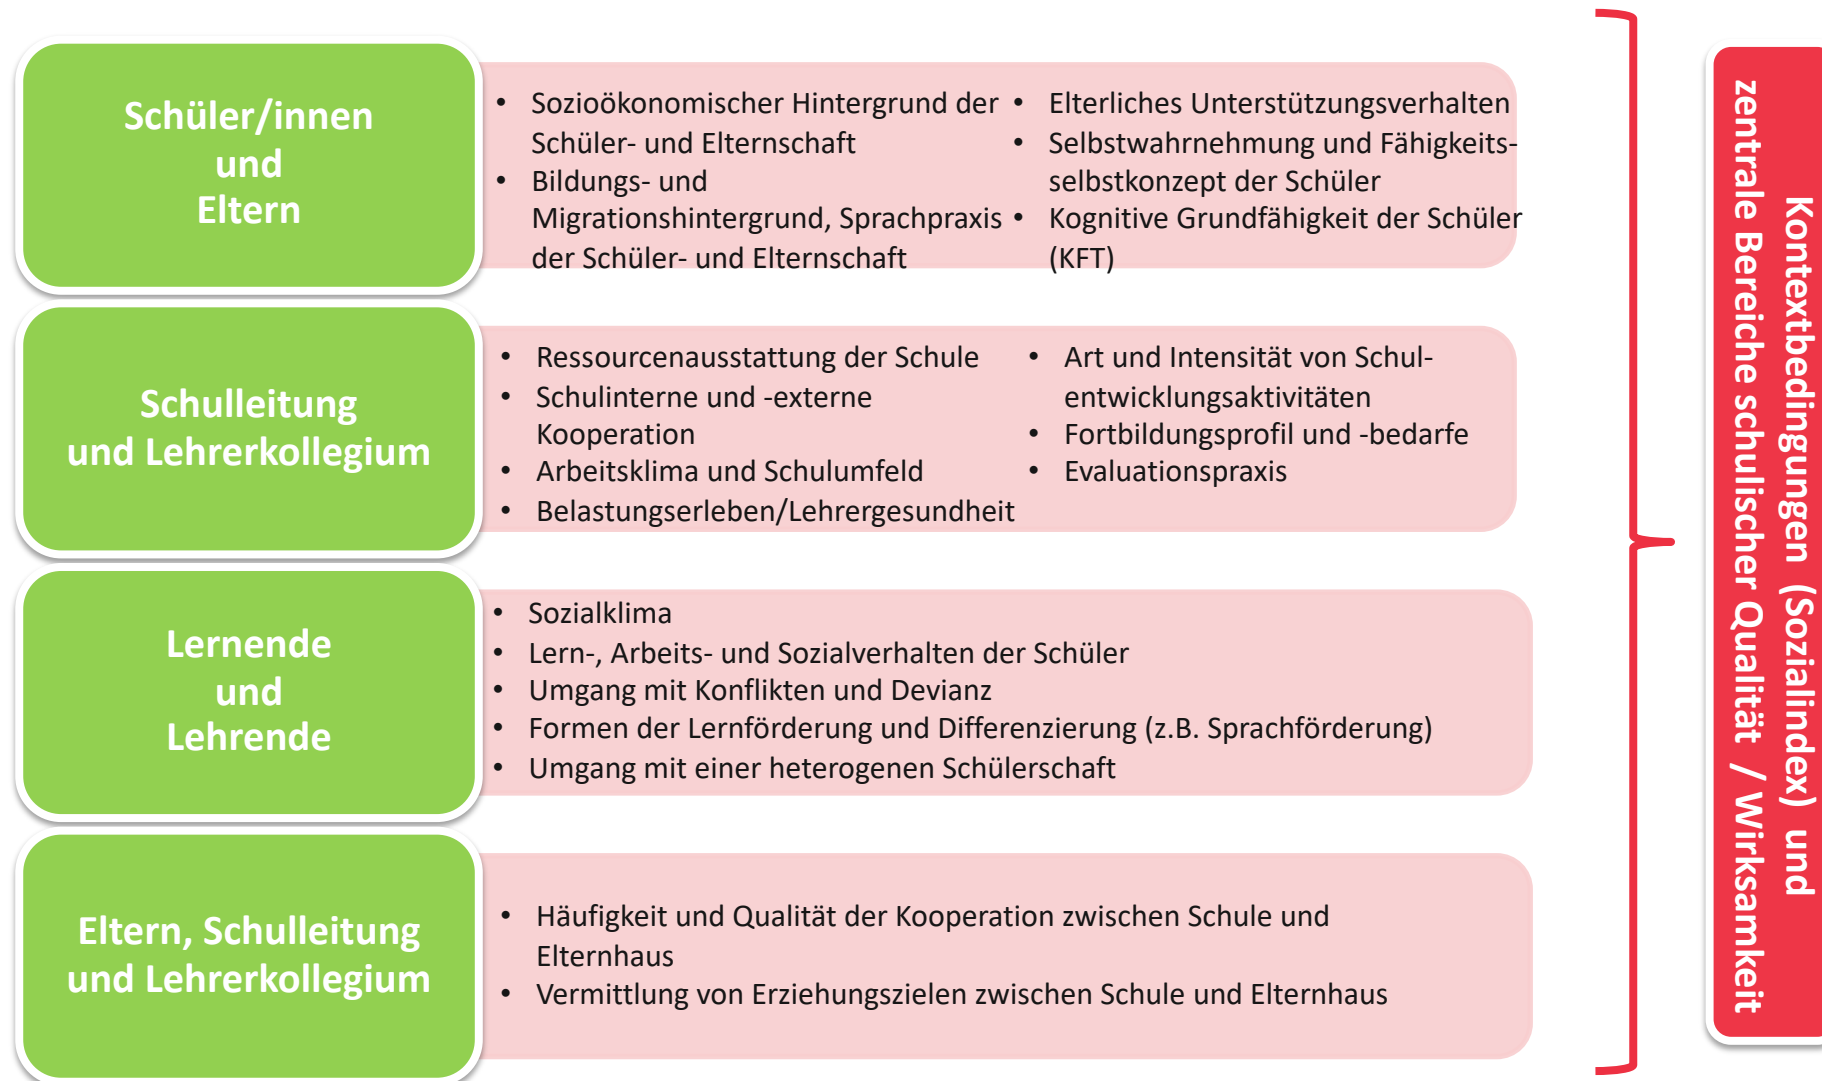 Schüler/innen
und
Eltern
• Sozioökonomischer Hintergrund der
Schüler- und Elternschaft
• Bildungs- und
Migrationshintergrund, Sprachpraxis
der Schüler- und Elternschaft
• Elterliches Unterstützungsverhalten
• Selbstwahrnehmung und Fähigkeits-
selbstkonzept der Schüler
• Kognitive Grundfähigkeit der Schüler
(KFT)
Schulleitung
und Lehrerkollegium
• Ressourcenausstattung der Schule
• Schulinterne und -externe
Kooperation
• Arbeitsklima und Schulumfeld
• Belastungserleben/Lehrergesundheit
• Art und Intensität von Schul-
entwicklungsaktivitäten
• Fortbildungsprofil und -bedarfe
• Evaluationspraxis
Lernende
und
Lehrende
• Sozialklima
• Lern-, Arbeits- und Sozialverhalten der Schüler
• Umgang mit Konflikten und Devianz
• Formen der Lernförderung und Differenzierung (z.B. Sprachförderung)
• Umgang mit einer heterogenen Schülerschaft
Eltern, Schulleitung
und Lehrerkollegium
• Häufigkeit und Qualität der Kooperation zwischen Schule und
Elternhaus
• Vermittlung von Erziehungszielen zwischen Schule und Elternhaus
Kontextbedingungen (Sozialindex) und
zentrale Bereiche schulischer Qualität / Wirksamkeit